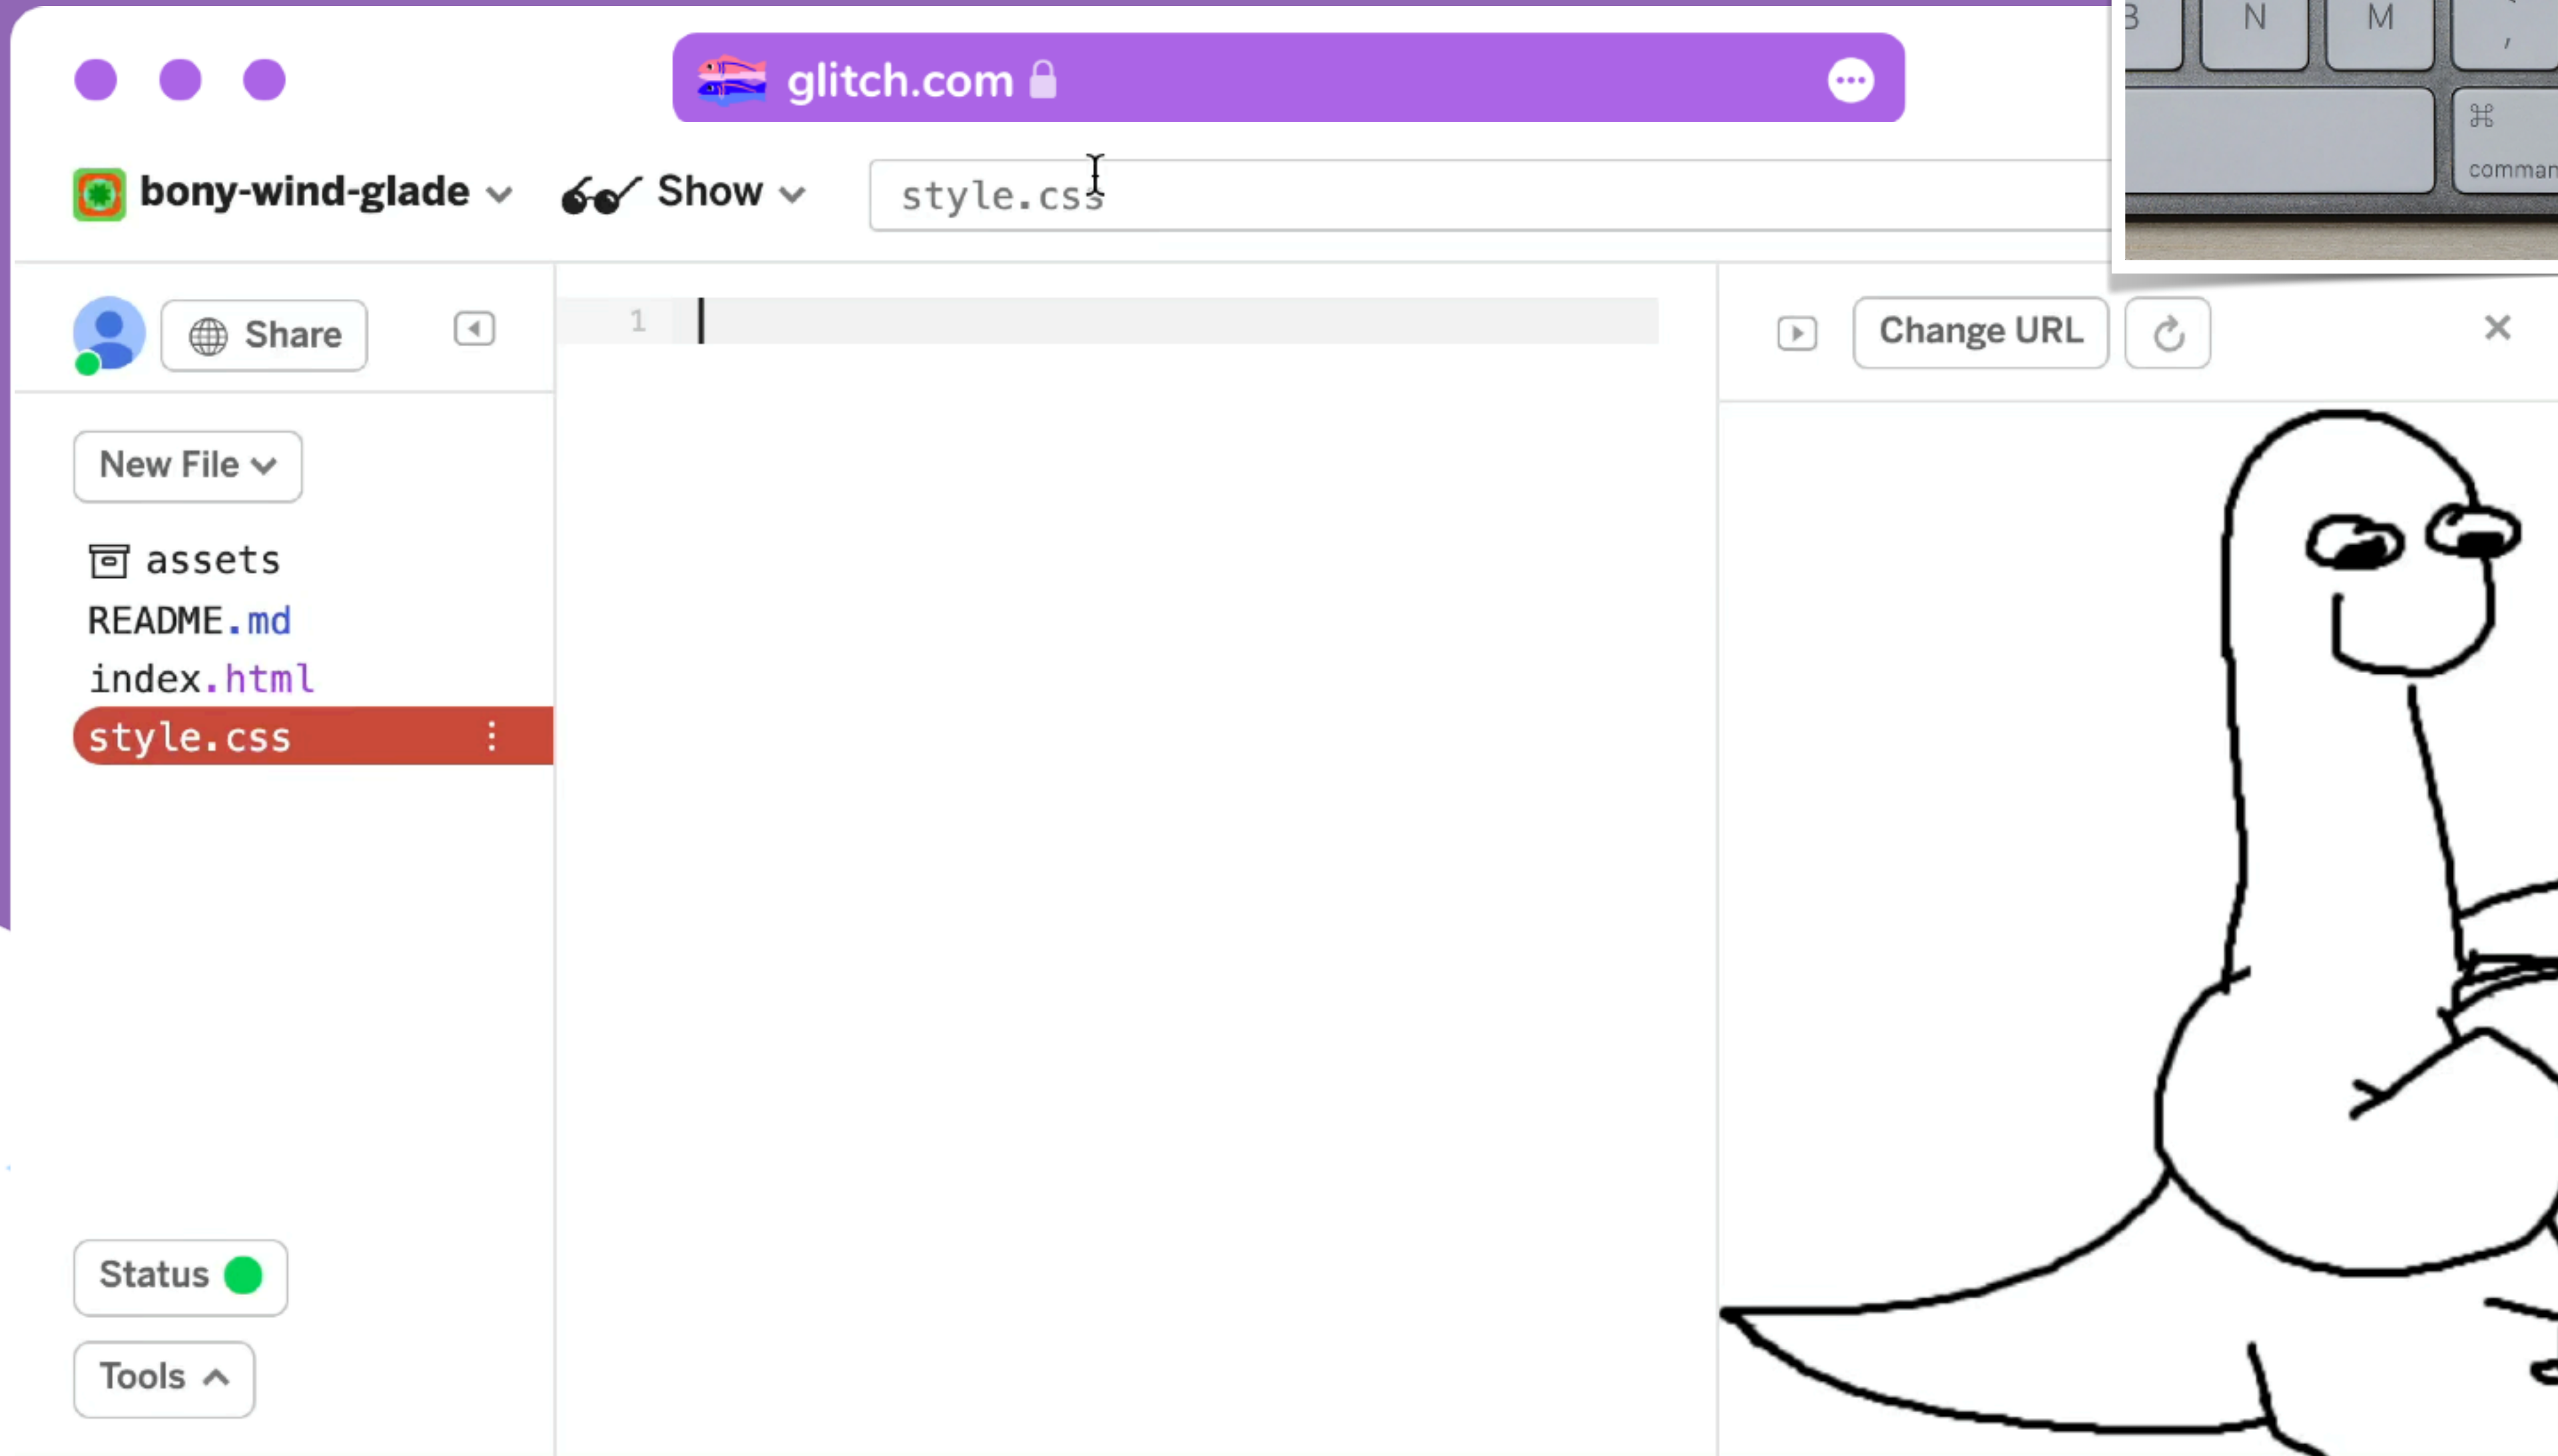 glitch.com
bony-wind-glade
Show
style.css
Share
New File
assets
README.md
index.html
style.css
Status
Tools
1
Change URL
B
N
M
,
⌘